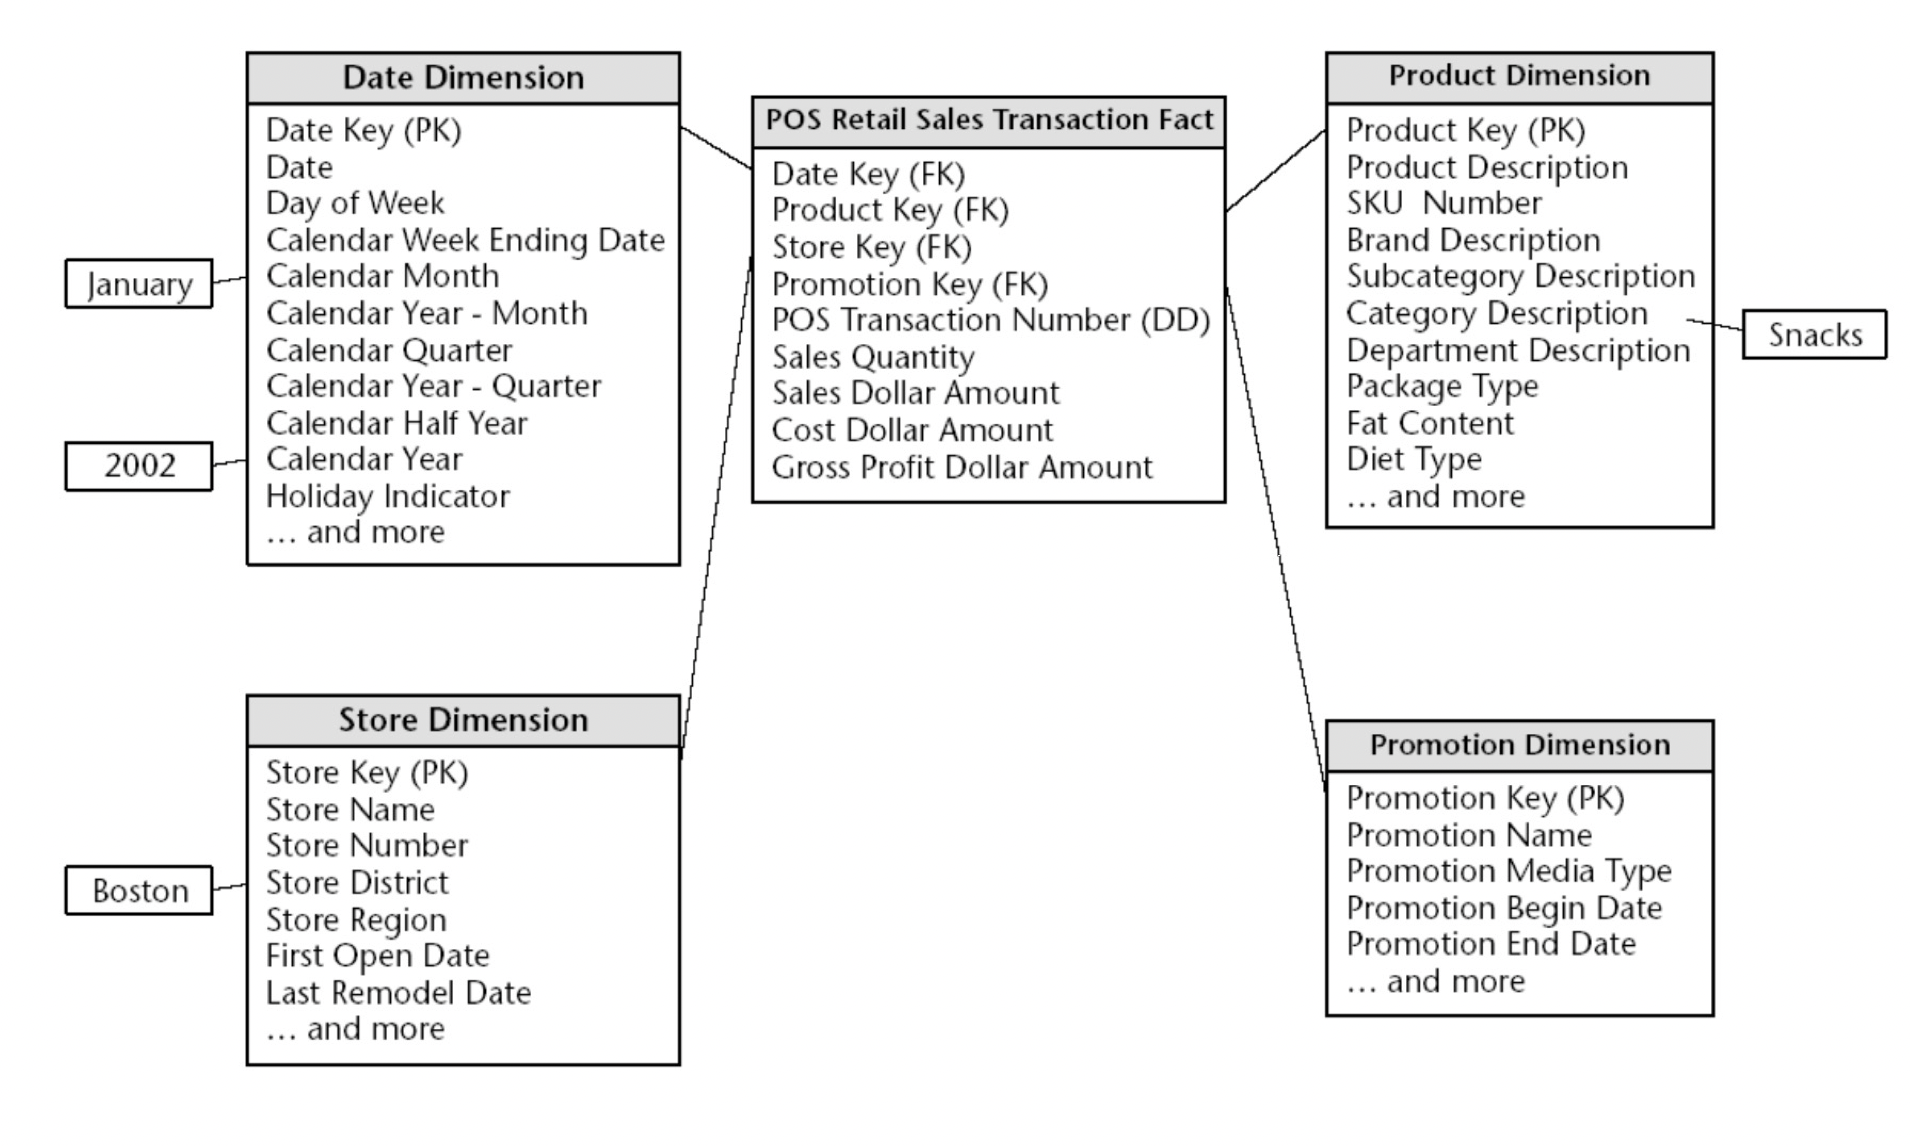 Date Dimension
Date Key (PK)
Date
Day of Week
Calendar Week Ending Date
Calendar Month
Calendar Year - Month
Calendar Quarter
Calendar Year - Quarter
Calendar Half Year
Calendar Year
Holiday Indicator
... and more
January
2002
POS Retail Sales Transaction Fact
Date Key (FK)
Product Key (FK)
Store Key (FK)
Promotion Key (FK)
POS Transaction Number (DD)
Sales Quantity
Sales Dollar Amount
Cost Dollar Amount
Gross Profit Dollar Amount
Product Dimension
Product Key (PK)
Product Description
SKU Number
Brand Description
Subcategory Description
Category Description
Department Description
Package Type
Fat Content
Diet Type
... and more
Snacks
Store Dimension
Store Key (PK)
Store Name
Store Number
Store District
Store Region
First Open Date
Last Remodel Date
... and more
Boston
Promotion Dimension
Promotion Key (PK)
Promotion Name
Promotion Media Type
Promotion Begin Date
Promotion End Date
... and more